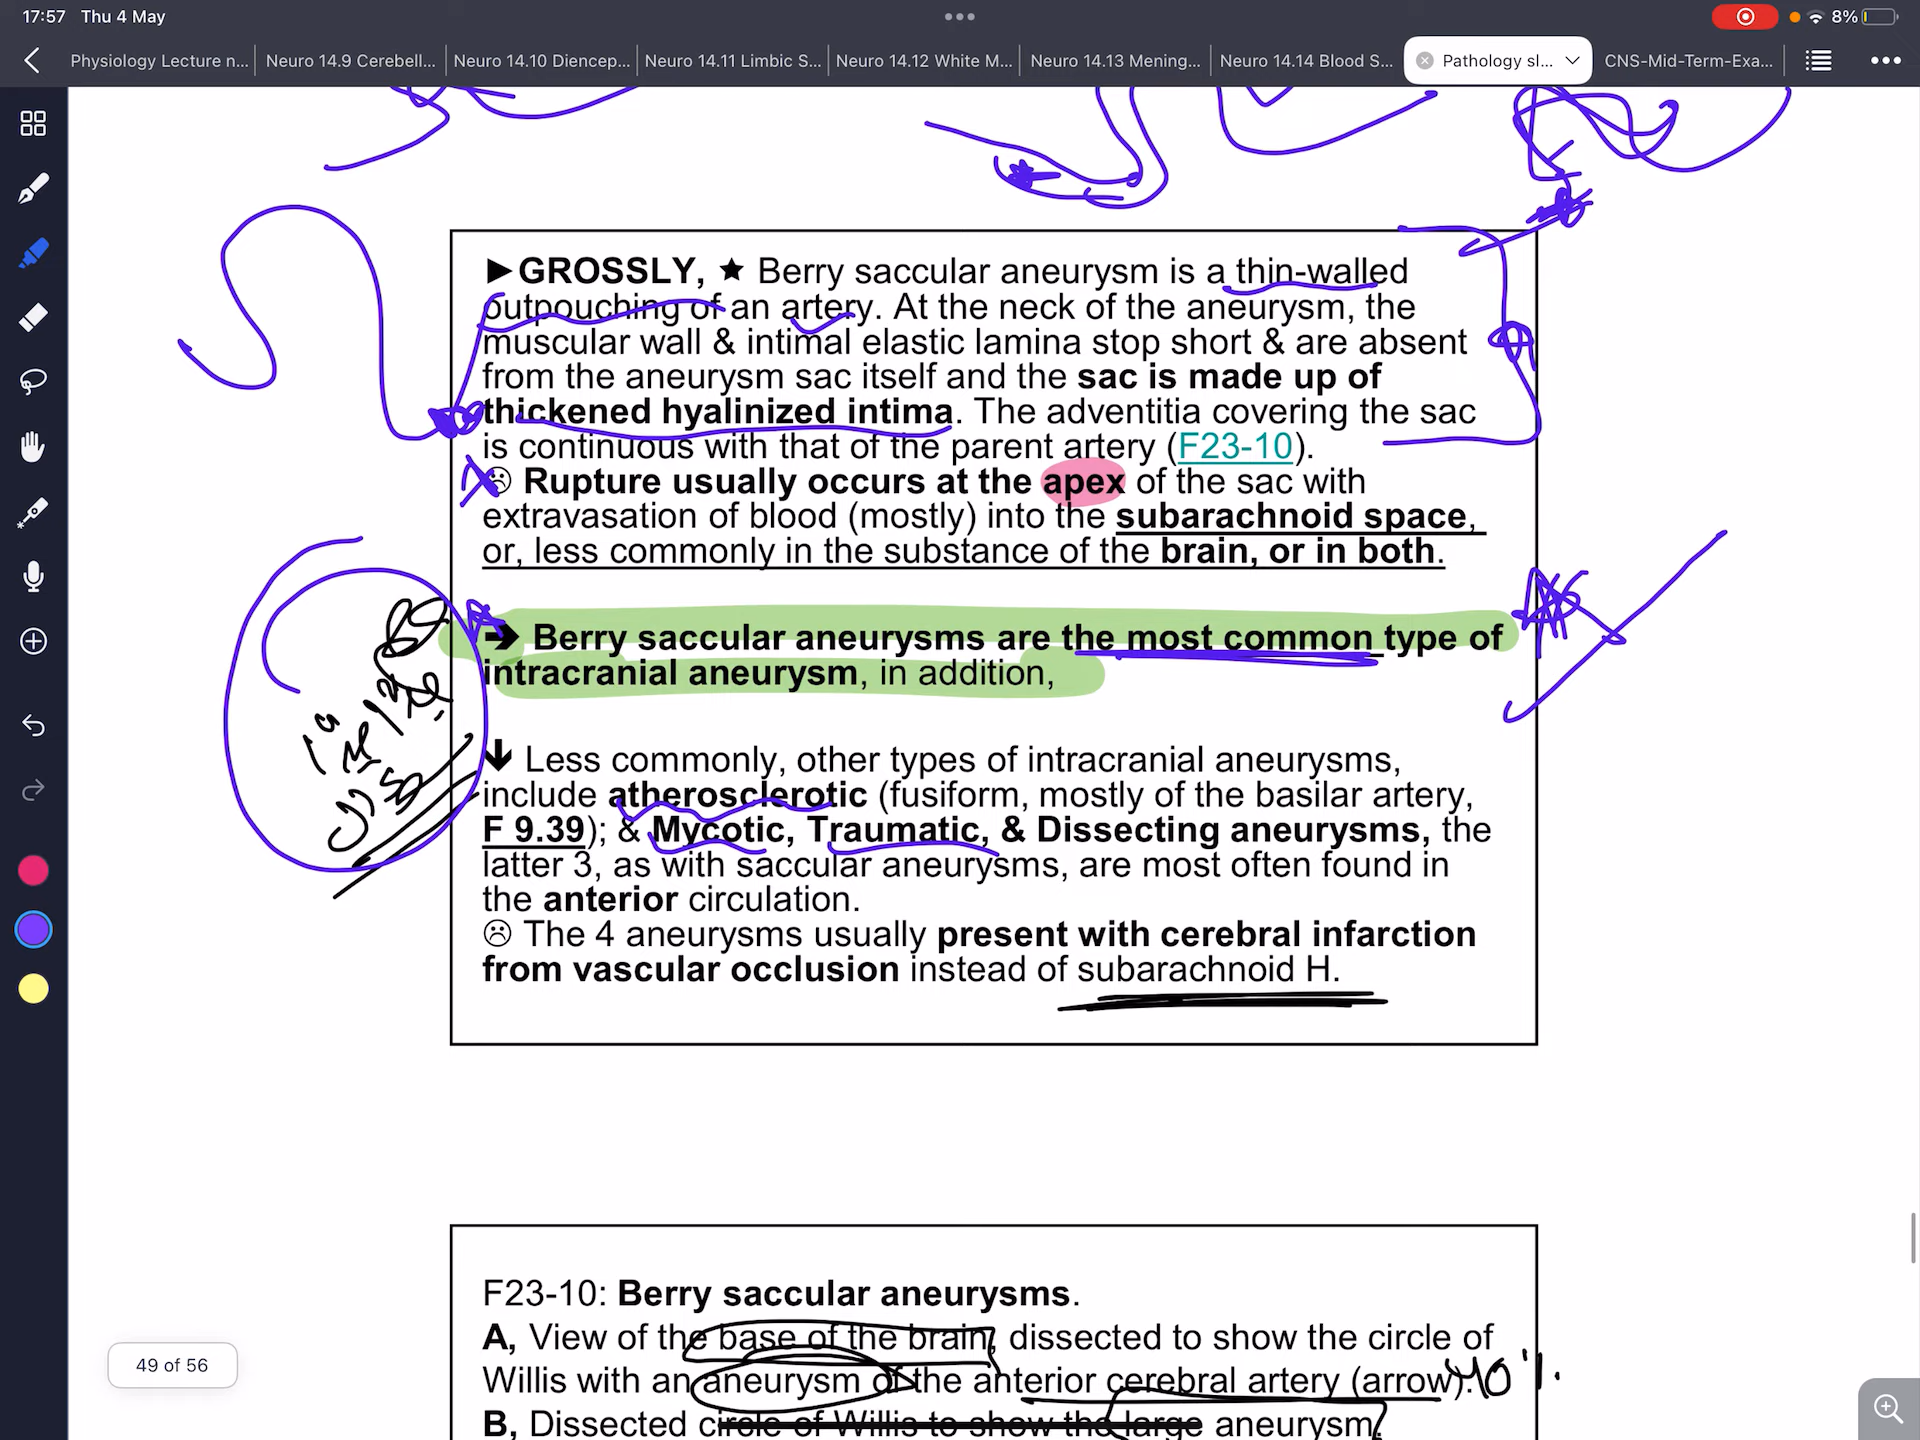 17:57 Thu 4 May
8%
Physiology Lecture n...
Neuro 14.9 Cerebell...
Neuro 14.10 Diencep...
Neuro 14.11 Limbic S...
Neuro 14.12 White M...
Neuro 14.13 Mening...
Neuro 14.14 Blood S...
Pathology sl...
CNS-Mid-Term-Exa...
►GROSSLY, ★ Berry saccular aneurysm is a thin-walled
outpouching of an artery. At the neck of the aneurysm, the
muscular wall & intimal elastic lamina stop short & are absent
from the aneurysm sac itself and the sac is made up of
thickened hyalinized intima. The adventitia covering the sac
is continuous with that of the parent artery (F23-10).
☹ Rupture usually occurs at the apex of the sac with
extravasation of blood (mostly) into the subarachnoid space,
or, less commonly in the substance of the brain, or in both.
➔ Berry saccular aneurysms are the most common type of
intracranial aneurysm, in addition,
🡻 Less commonly, other types of intracranial aneurysms,
include atherosclerotic (fusiform, mostly of the basilar artery,
F 9.39); & Mycotic, Traumatic, & Dissecting aneurysms, the
latter 3, as with saccular aneurysms, are most often found in
the anterior circulation.
☹ The 4 aneurysms usually present with cerebral infarction
from vascular occlusion instead of subarachnoid H.
F23-10: Berry saccular aneurysms.
A, View of the base of the brain, dissected to show the circle of
Willis with an aneurysm of the anterior cerebral artery (arrow). 40%
B, Dissected circle of Willis to show the large aneurysm,
49 of 56